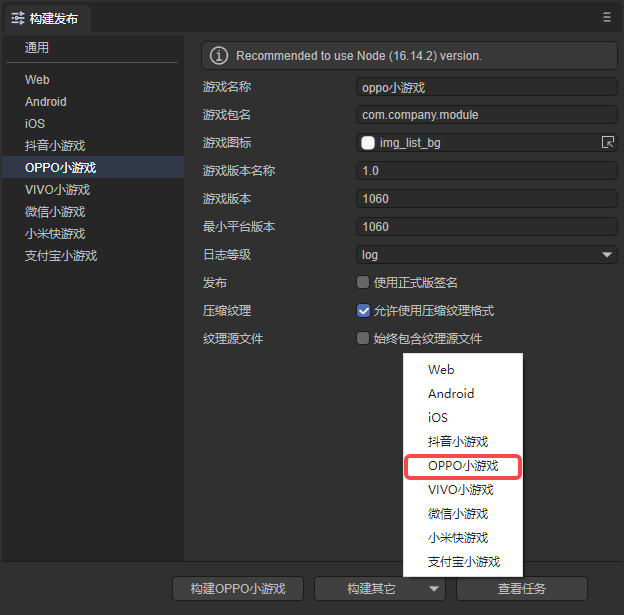 构建发布
通用
Web
Android
iOS
抖音小游戏
OPPO小游戏
VIVO小游戏
微信小游戏
小米快游戏
支付宝小游戏
Recommended to use Node (16.14.2) version.
游戏名称 oppo小游戏
游戏包名 com.company.module
游戏图标 img_list_bg
游戏版本名称 1.0
游戏版本 1060
最小平台版本 1060
日志等级 log
发布 使用正式版签名
压缩纹理 允许使用压缩纹理格式
纹理源文件 始终包含纹理源文件
Web
Android
iOS
抖音小游戏
OPPO小游戏
VIVO小游戏
微信小游戏
小米快游戏
支付宝小游戏
构建OPPO小游戏 构建其它 查看任务